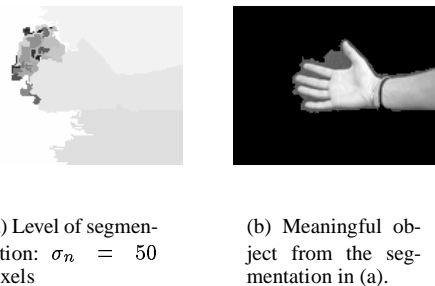 ) Level of segmen-
tion: σn = 50
xels
(b) Meaningful ob-
ject from the seg-
mentation in (a).